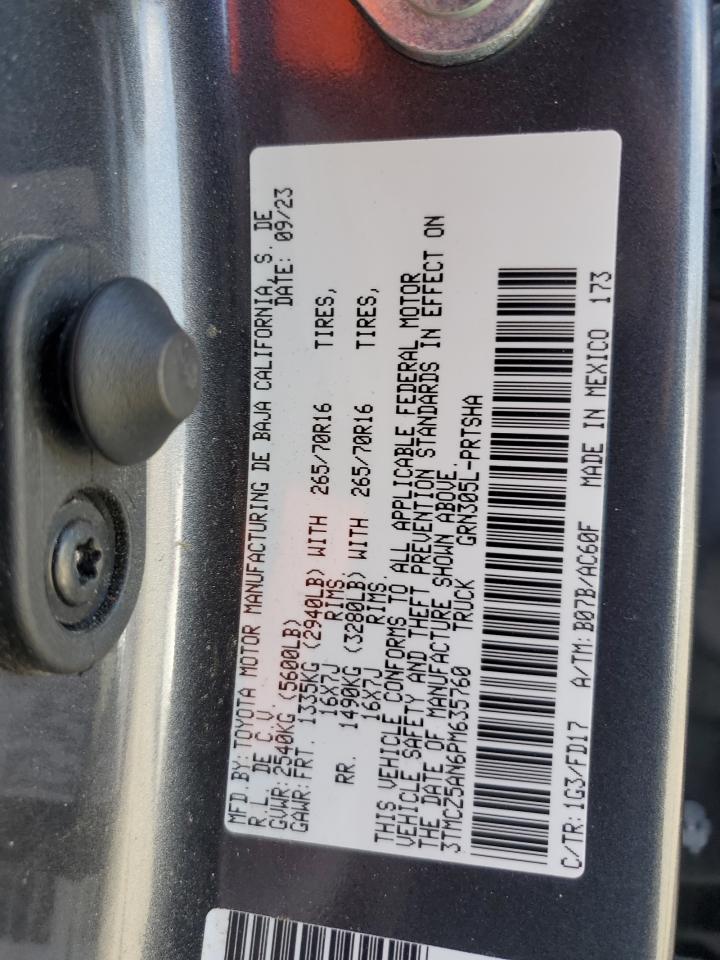 MFD.BY:TOYOTA MOTOR MANUFACTURING DE BAJA CALIFORNIA, S. DE
R.L. DE C.V. DATE: 09/23
GVWR:2540KG (5600LB)
GAWR:FRT. 1335KG (2940LB) WITH 265/70R16 TIRES,
16X7J RIMS.
RR. 1490KG (3280LB) WITH 265/70R16 TIRES,
16X7J RIMS.
THIS VEHICLE CONFORMS TO ALL APPLICABLE FEDERAL MOTOR
VEHICLE SAFETY AND THEFT PREVENTION STANDARDS IN EFFECT ON
THE DATE OF MANUFACTURE SHOWN ABOVE.
3TMCZ5AN6PM635760 TRUCK GRN305L-PRTSHA
C/TR:1G3/FD17 A/TM:B07B/AC60F MADE IN MEXICO 173